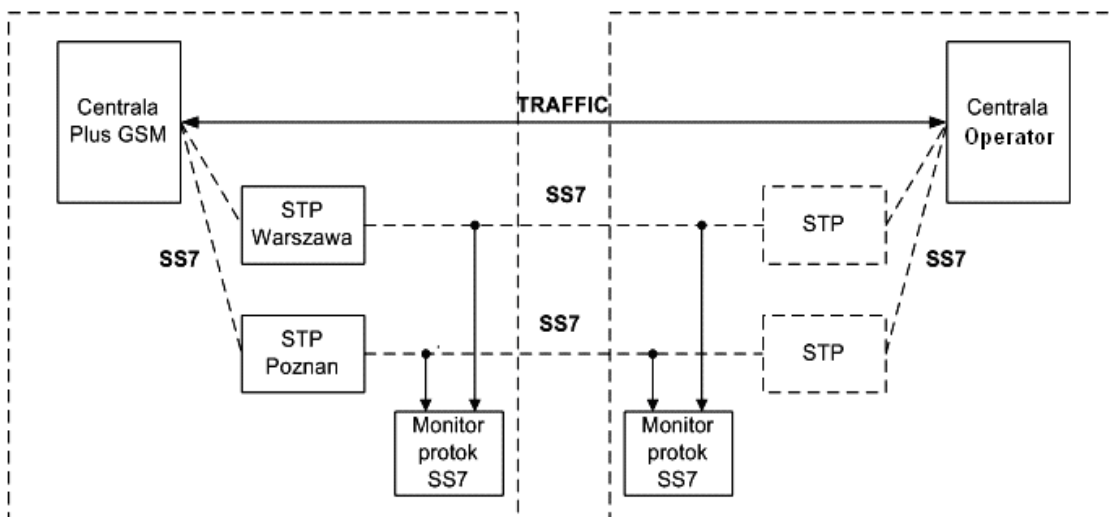 TRAFFIC
Centrala
Plus GSM
Centrala
Operator
SS7
STP
Warszawa
STP
SS7
SS7
SS7
STP
Poznan
STP
Monitor
protok
SS7
Monitor
protok
SS7